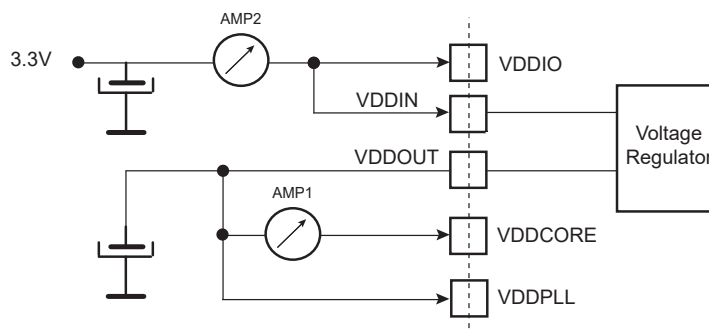 AMP2
3.3V
VDDIO
VDDIN
Voltage
Regulator
VDDOUT
AMP1
VDDCORE
VDDPLL